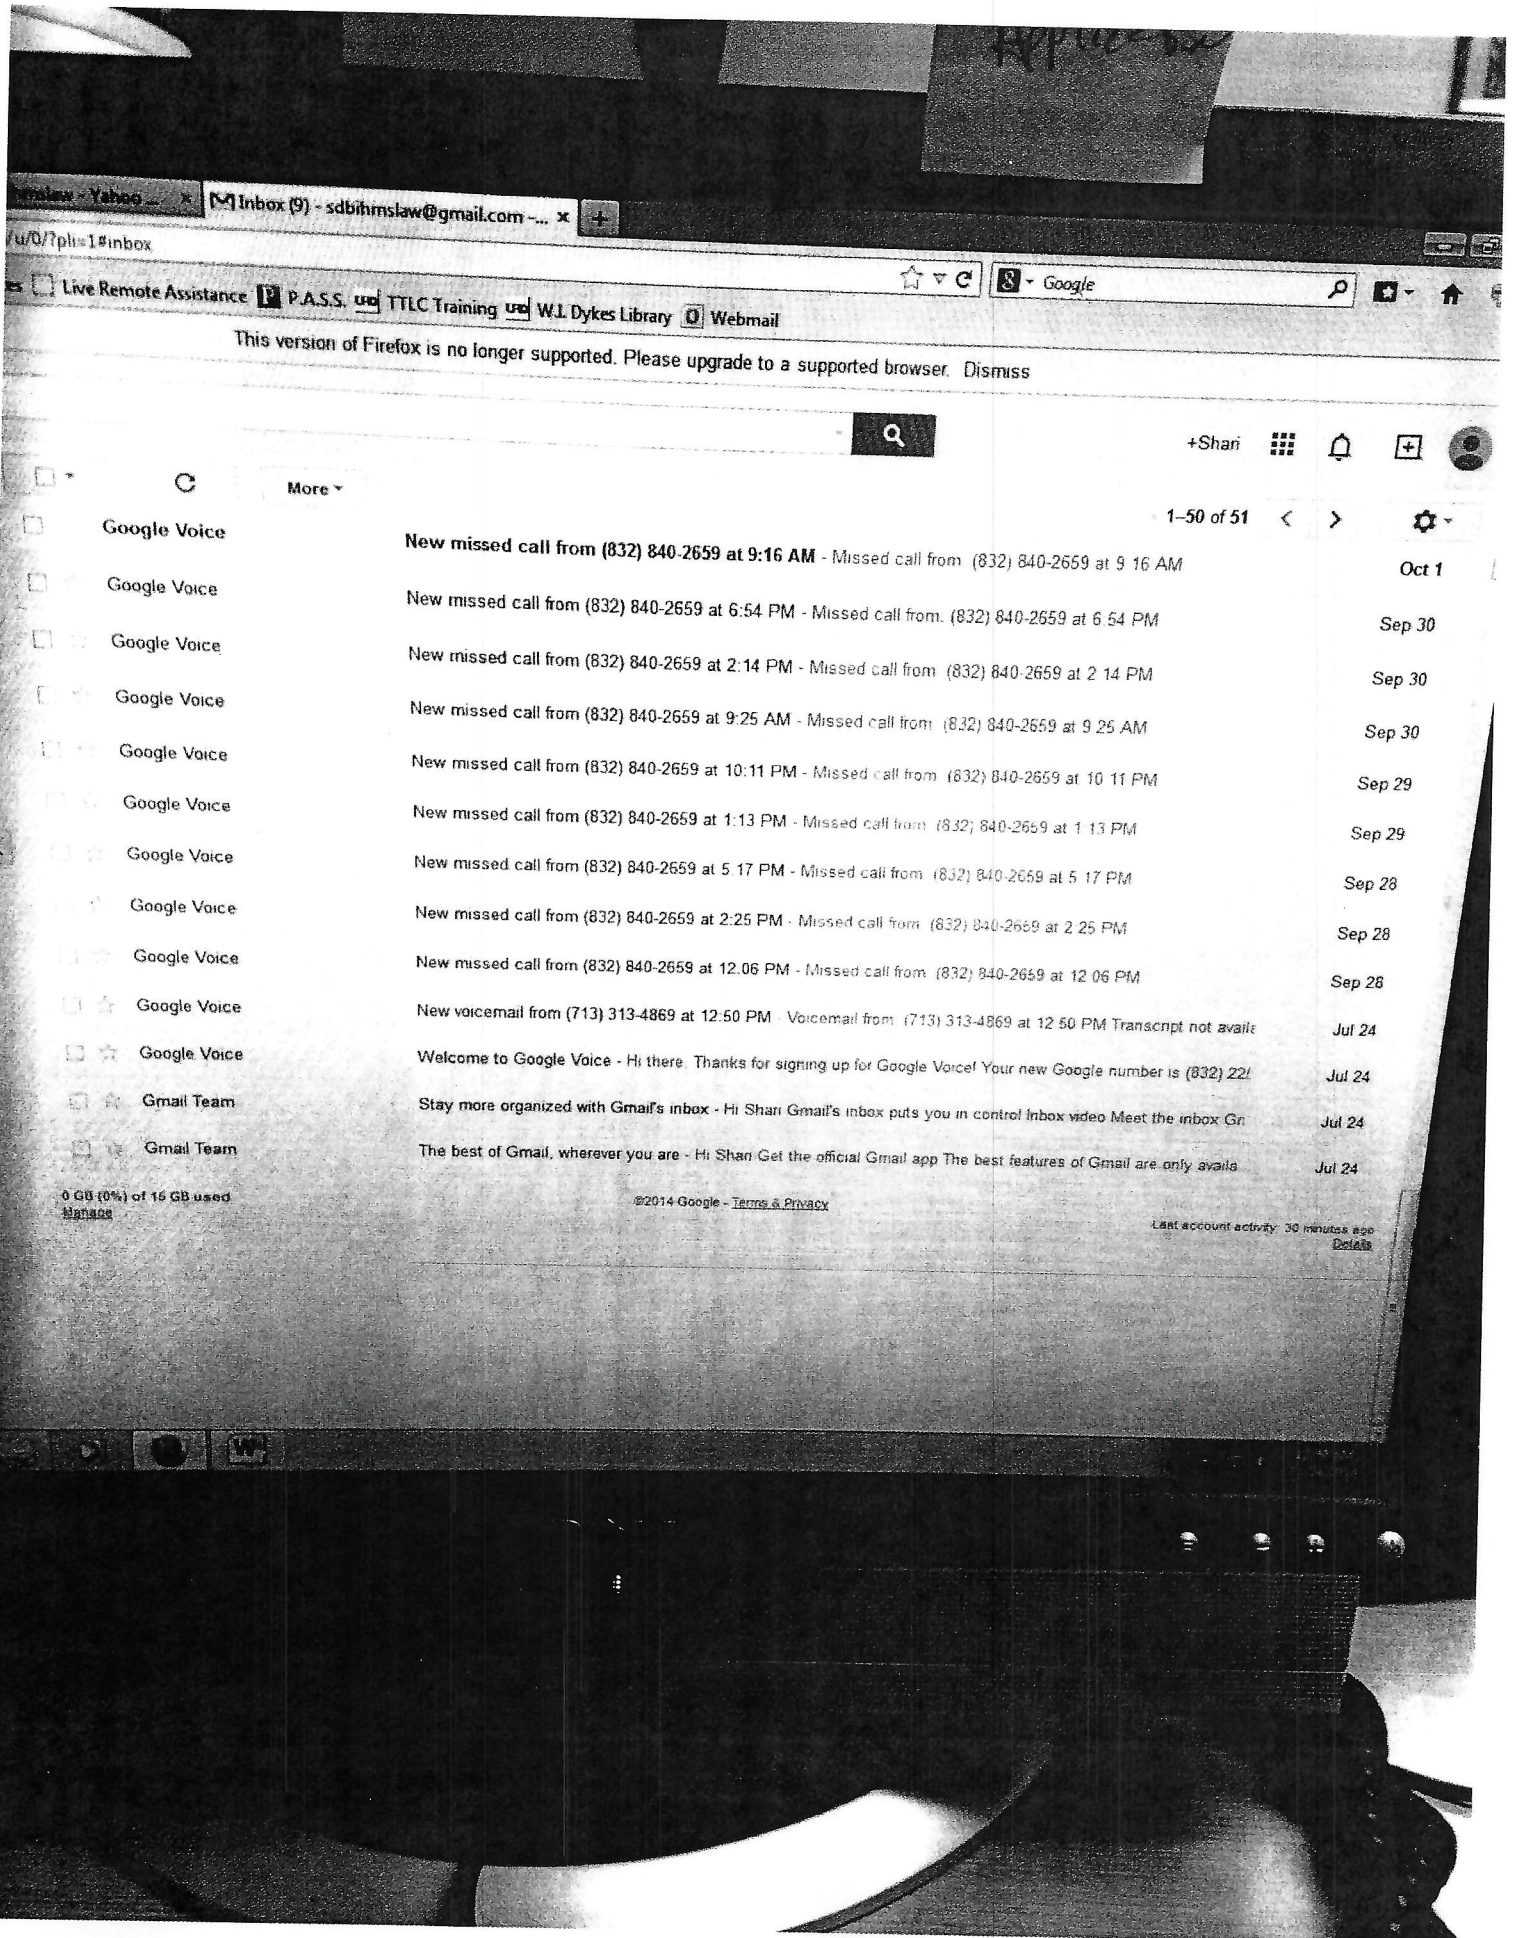 - Yahoo ... × Inbox (9) - sdbihmslaw@gmail.com -... × +
/u/0/?pli=1#inbox
Google
Live Remote Assistance P.A.S.S. TTLC Training W.I. Dykes Library Webmail
This version of Firefox is no longer supported. Please upgrade to a supported browser. Dismiss
+Shari
More
1–50 of 51
Google Voice New missed call from (832) 840-2659 at 9:16 AM - Missed call from (832) 840-2659 at 9 16 AM Oct 1
Google Voice New missed call from (832) 840-2659 at 6:54 PM - Missed call from. (832) 840-2659 at 6 54 PM Sep 30
Google Voice New missed call from (832) 840-2659 at 2:14 PM - Missed call from (832) 840-2659 at 2 14 PM Sep 30
Google Voice New missed call from (832) 840-2659 at 9:25 AM - Missed call from (832) 840-2659 at 9 25 AM Sep 30
Google Voice New missed call from (832) 840-2659 at 10:11 PM - Missed call from (832) 840-2659 at 10 11 PM Sep 29
Google Voice New missed call from (832) 840-2659 at 1:13 PM - Missed call from (832) 840-2659 at 1 13 PM Sep 29
Google Voice New missed call from (832) 840-2659 at 5 17 PM - Missed call from (832) 840-2659 at 5 17 PM Sep 28
Google Voice New missed call from (832) 840-2659 at 2:25 PM - Missed call from (832) 840-2659 at 2 25 PM Sep 28
Google Voice New missed call from (832) 840-2659 at 12.06 PM - Missed call from (832) 840-2659 at 12 06 PM Sep 28
Google Voice New voicemail from (713) 313-4869 at 12:50 PM - Voicemail from (713) 313-4869 at 12 50 PM Transcript not availa Jul 24
Google Voice Welcome to Google Voice - Hi there Thanks for signing up for Google Voice! Your new Google number is (832) 22 Jul 24
Gmail Team Stay more organized with Gmail's inbox - Hi Shari Gmail's inbox puts you in control Inbox video Meet the inbox Gr Jul 24
Gmail Team The best of Gmail, wherever you are - Hi Shari Get the official Gmail app The best features of Gmail are only availa Jul 24
0 GB (0%) of 15 GB used
Manage
©2014 Google - Terms & Privacy
Last account activity: 30 minutes ago
Details